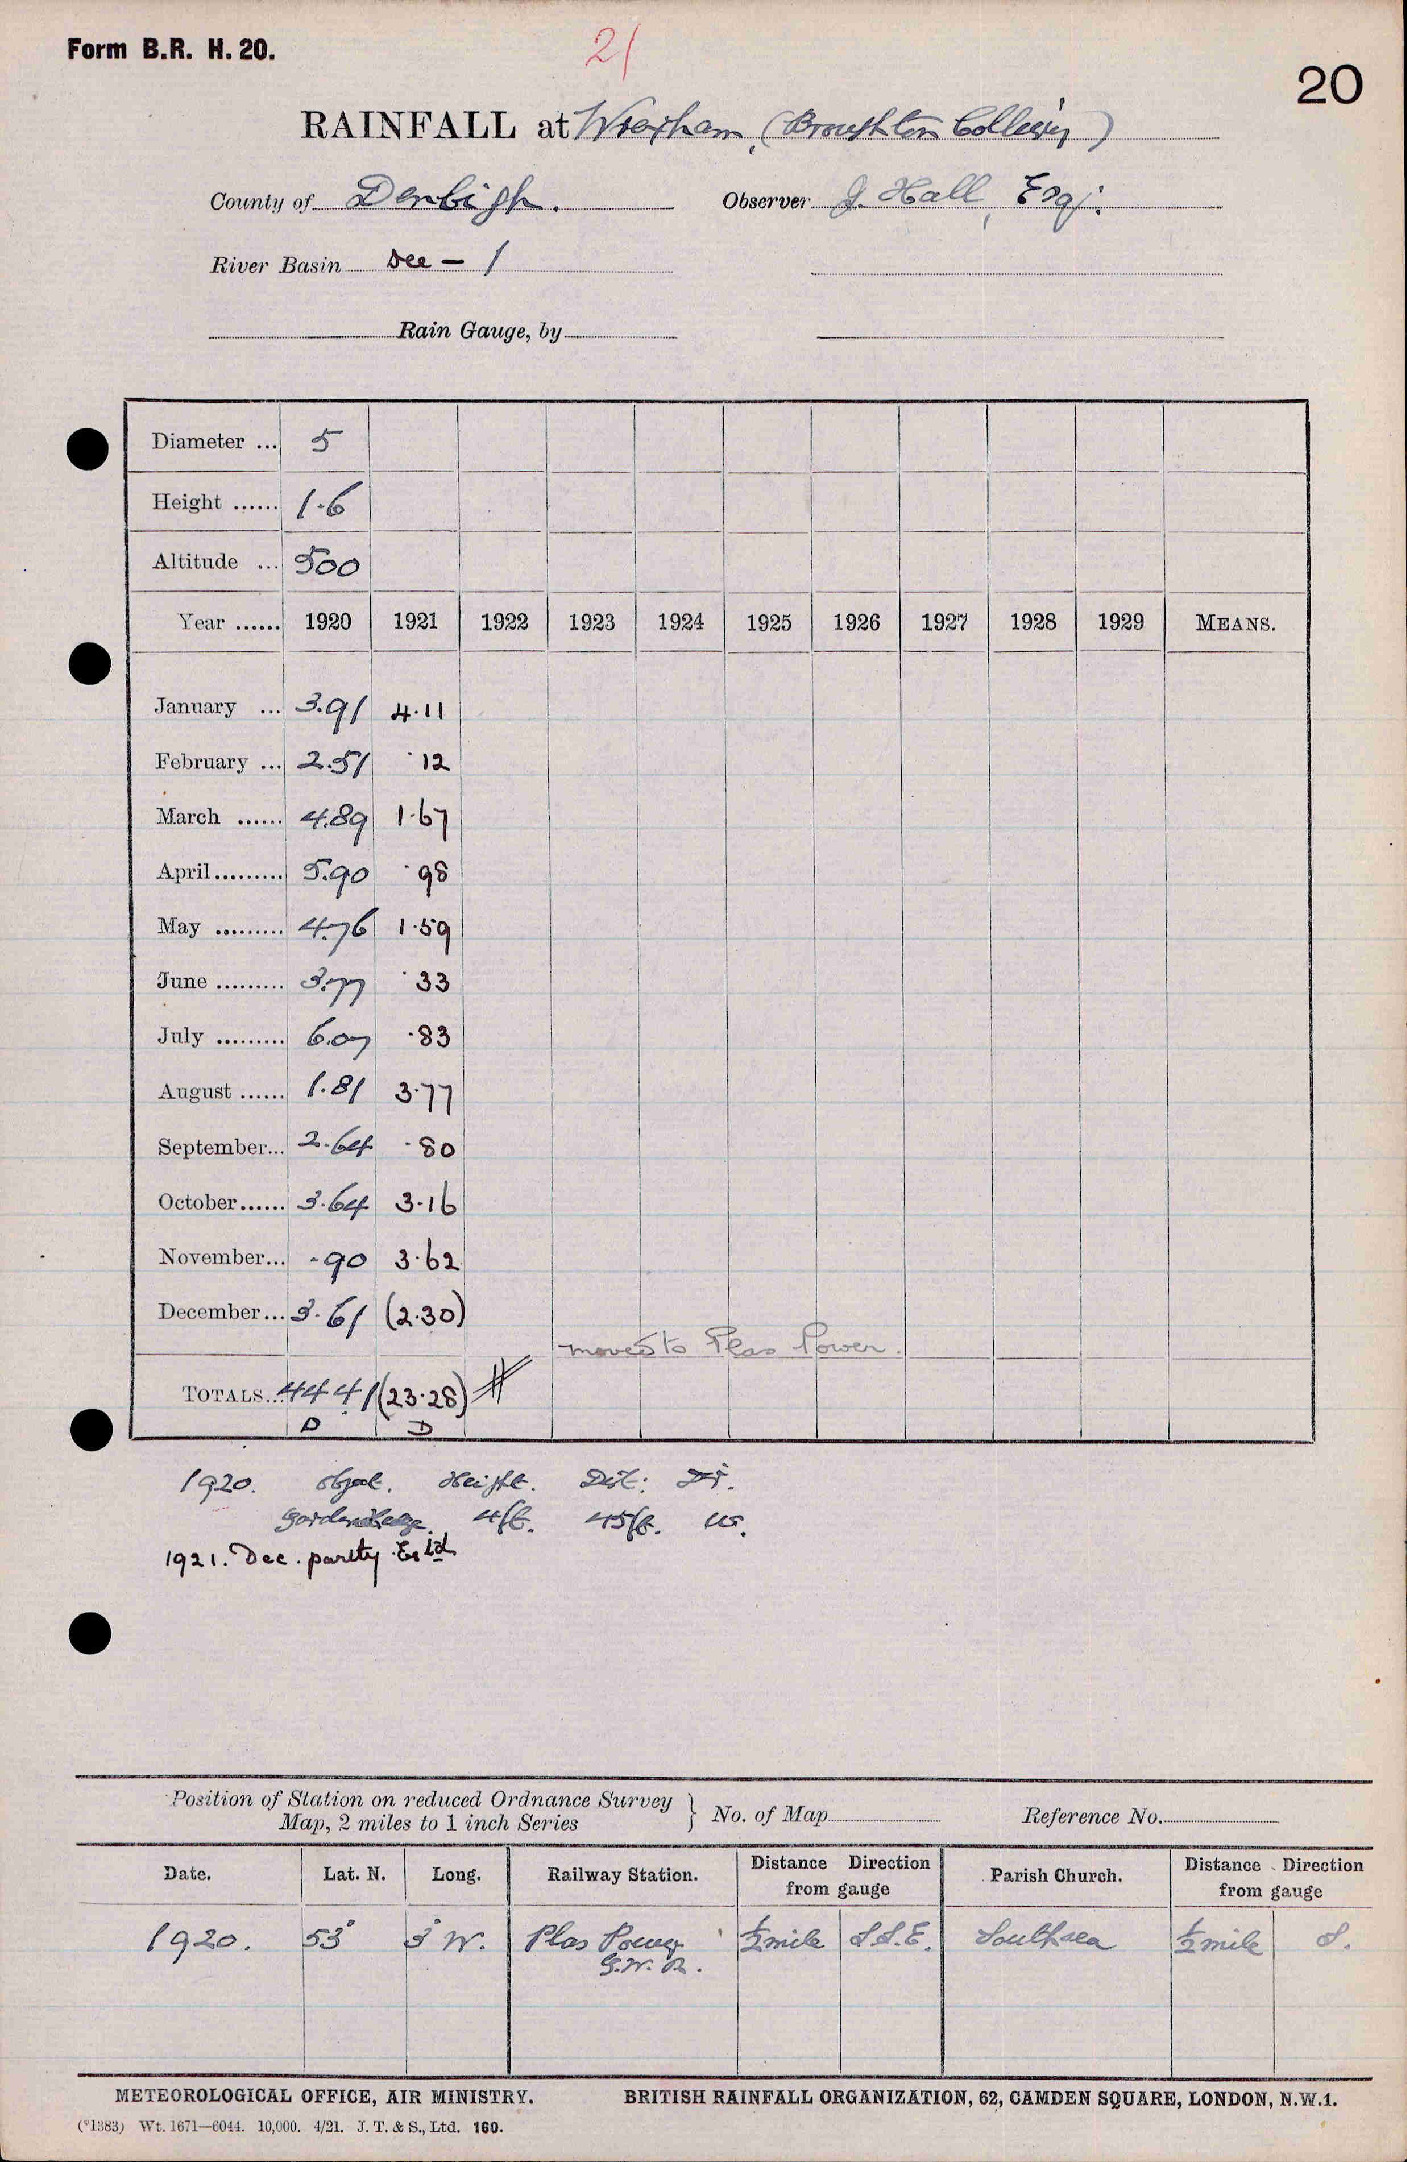 Form B.R. H. 20.
21
20
RAINFALL at Wrexham, (Broughton Colliery)
County of Denbigh. Observer J. Hall, Esq.
River Basin Dee - 1
Rain Gauge, by
Diameter ... 5
Height ...... 1.6
Altitude ... 500
Year ...... 1920 1921 1922 1923 1924 1925 1926 1927 1928 1929 MEANS.
January ... 3.91 4.11
February ... 2.51 .12
March ...... 4.89 1.67
April......... 5.90 .98
May ......... 4.76 1.59
June ......... 3.77 .33
July ......... 6.07 .83
August ...... 1.81 3.77
September... 2.64 .80
October...... 3.64 3.16
November... .90 3.62
December... 3.61 (2.30)
moved to Plas Power.
TOTALS... 44.41 (23.28) #
D D
1920. Object. Height. Dist: Dir.
Garden Hedge. 4ft. 45ft. W.
1921. Dec. partly Estd
Position of Station on reduced Ordnance Survey
Map, 2 miles to 1 inch Series } No. of Map Reference No.
Date. Lat. N. Long. Railway Station. Distance Direction from gauge Parish Church. Distance Direction from gauge
1920. 53° 3° W. Plas Power G.W.R. ½ mile S.S.E. Southsea ½ mile S.
METEOROLOGICAL OFFICE, AIR MINISTRY. BRITISH RAINFALL ORGANIZATION, 62, CAMDEN SQUARE, LONDON, N.W.1.
(*1383) Wt. 1671—6044. 10,000. 4/21. J. T. & S., Ltd. 160.